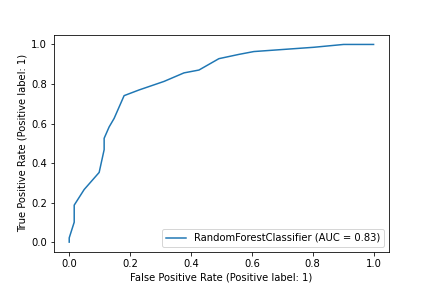 1.0
0.8
0.6
0.4
0.2
0.0
True Positive Rate (Positive label: 1)
RandomForestClassifier (AUC = 0.83)
0.0 0.2 0.4 0.6 0.8 1.0
False Positive Rate (Positive label: 1)